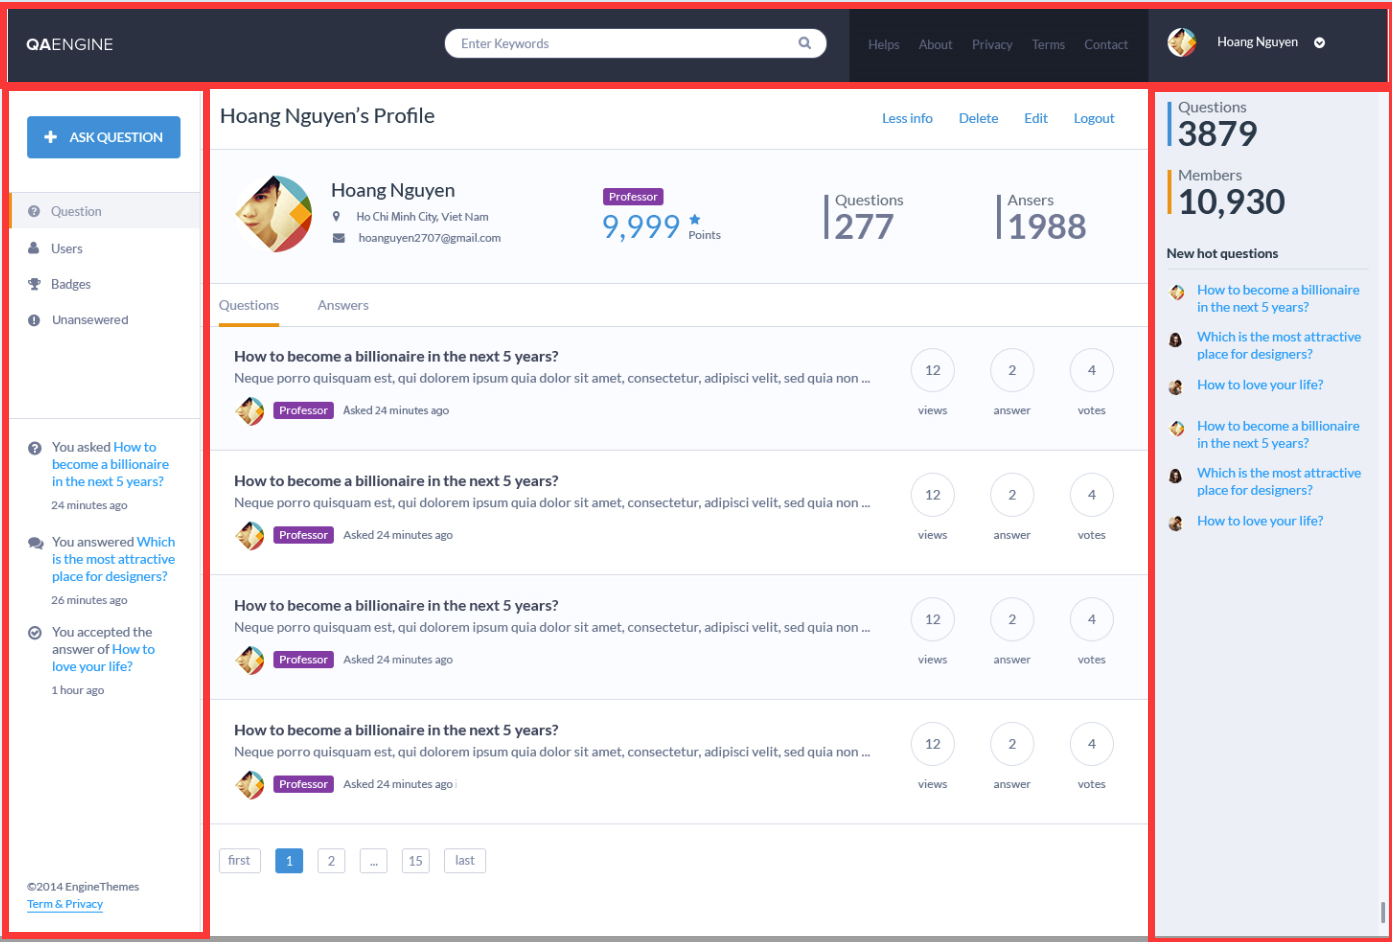 QAENGINE
Enter Keywords
Helps About Privacy Terms Contact
Hoang Nguyen
ASK QUESTION
Question
Users
Badges
Unansewered
You asked How to
become a billionaire
in the next 5 years?
24 minutes ago
You answered Which
is the most attractive
place for designers?
26 minutes ago
You accepted the
answer of How to
love your life?
1 hour ago
©2014 EngineThemes
Term & Privacy
Hoang Nguyen’s Profile
Less info Delete Edit Logout
Hoang Nguyen
Ho Chi Minh City, Viet Nam
hoanguyen2707@gmail.com
Professor
9,999 Points
Questions
277
Ansers
1988
Questions Answers
How to become a billionaire in the next 5 years?
Neque porro quisquam est, qui dolorem ipsum quia dolor sit amet, consectetur, adipisci velit, sed quia non ...
Professor Asked 24 minutes ago
12 2 4
views answer votes
How to become a billionaire in the next 5 years?
Neque porro quisquam est, qui dolorem ipsum quia dolor sit amet, consectetur, adipisci velit, sed quia non ...
Professor Asked 24 minutes ago
12 2 4
views answer votes
How to become a billionaire in the next 5 years?
Neque porro quisquam est, qui dolorem ipsum quia dolor sit amet, consectetur, adipisci velit, sed quia non ...
Professor Asked 24 minutes ago
12 2 4
views answer votes
How to become a billionaire in the next 5 years?
Neque porro quisquam est, qui dolorem ipsum quia dolor sit amet, consectetur, adipisci velit, sed quia non ...
Professor Asked 24 minutes ago
12 2 4
views answer votes
first 1 2 ... 15 last
Questions
3879
Members
10,930
New hot questions
How to become a billionaire
in the next 5 years?
Which is the most attractive
place for designers?
How to love your life?
How to become a billionaire
in the next 5 years?
Which is the most attractive
place for designers?
How to love your life?